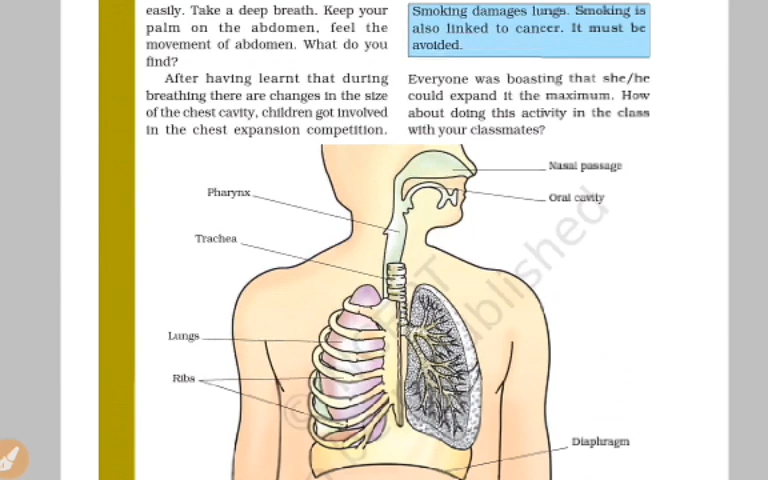 easily. Take a deep breath. Keep your
palm on the abdomen, feel the
movement of abdomen. What do you
find?
After having learnt that during
breathing there are changes in the size
of the chest cavity, children got involved
in the chest expansion competition.
Smoking damages lungs. Smoking is
also linked to cancer. It must be
avoided.
Everyone was boasting that she/he
could expand it the maximum. How
about doing this activity in the class
with your classmates?
Nasal passage
Oral cavity
Pharynx
Trachea
Lungs
Ribs
Diaphragm